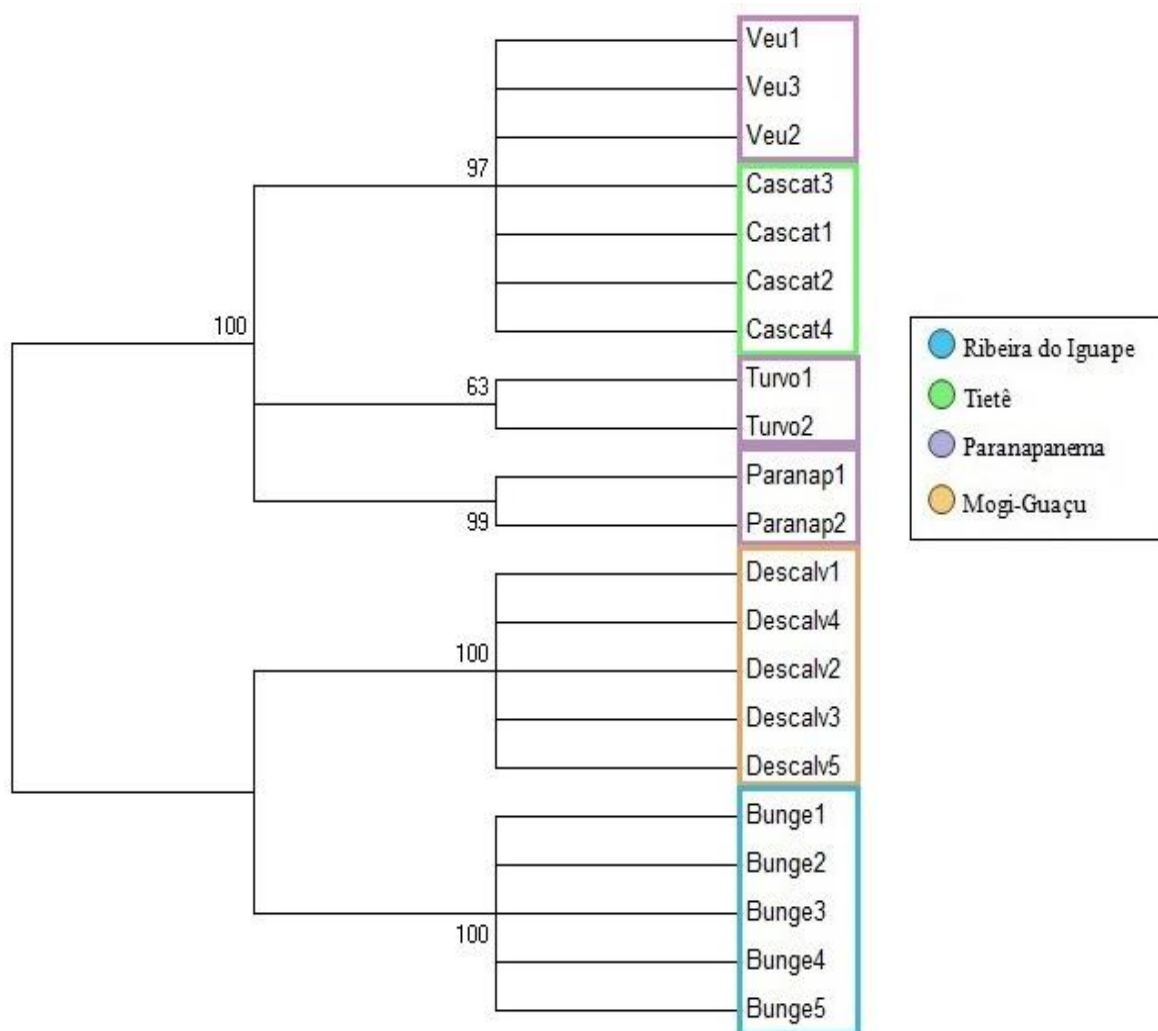 Veu1
Veu3
Veu2
97
Cascat3
Cascat1
Cascat2
Cascat4
100
63
Turvo1
Turvo2
Paranap1
99
Paranap2
Descalv1
Descalv4
100
Descalv2
Descalv3
Descalv5
Bunge1
Bunge2
Bunge3
100
Bunge4
Bunge5
Ribeira do Iguape
Tietê
Paranapanema
Mogi-Guaçu